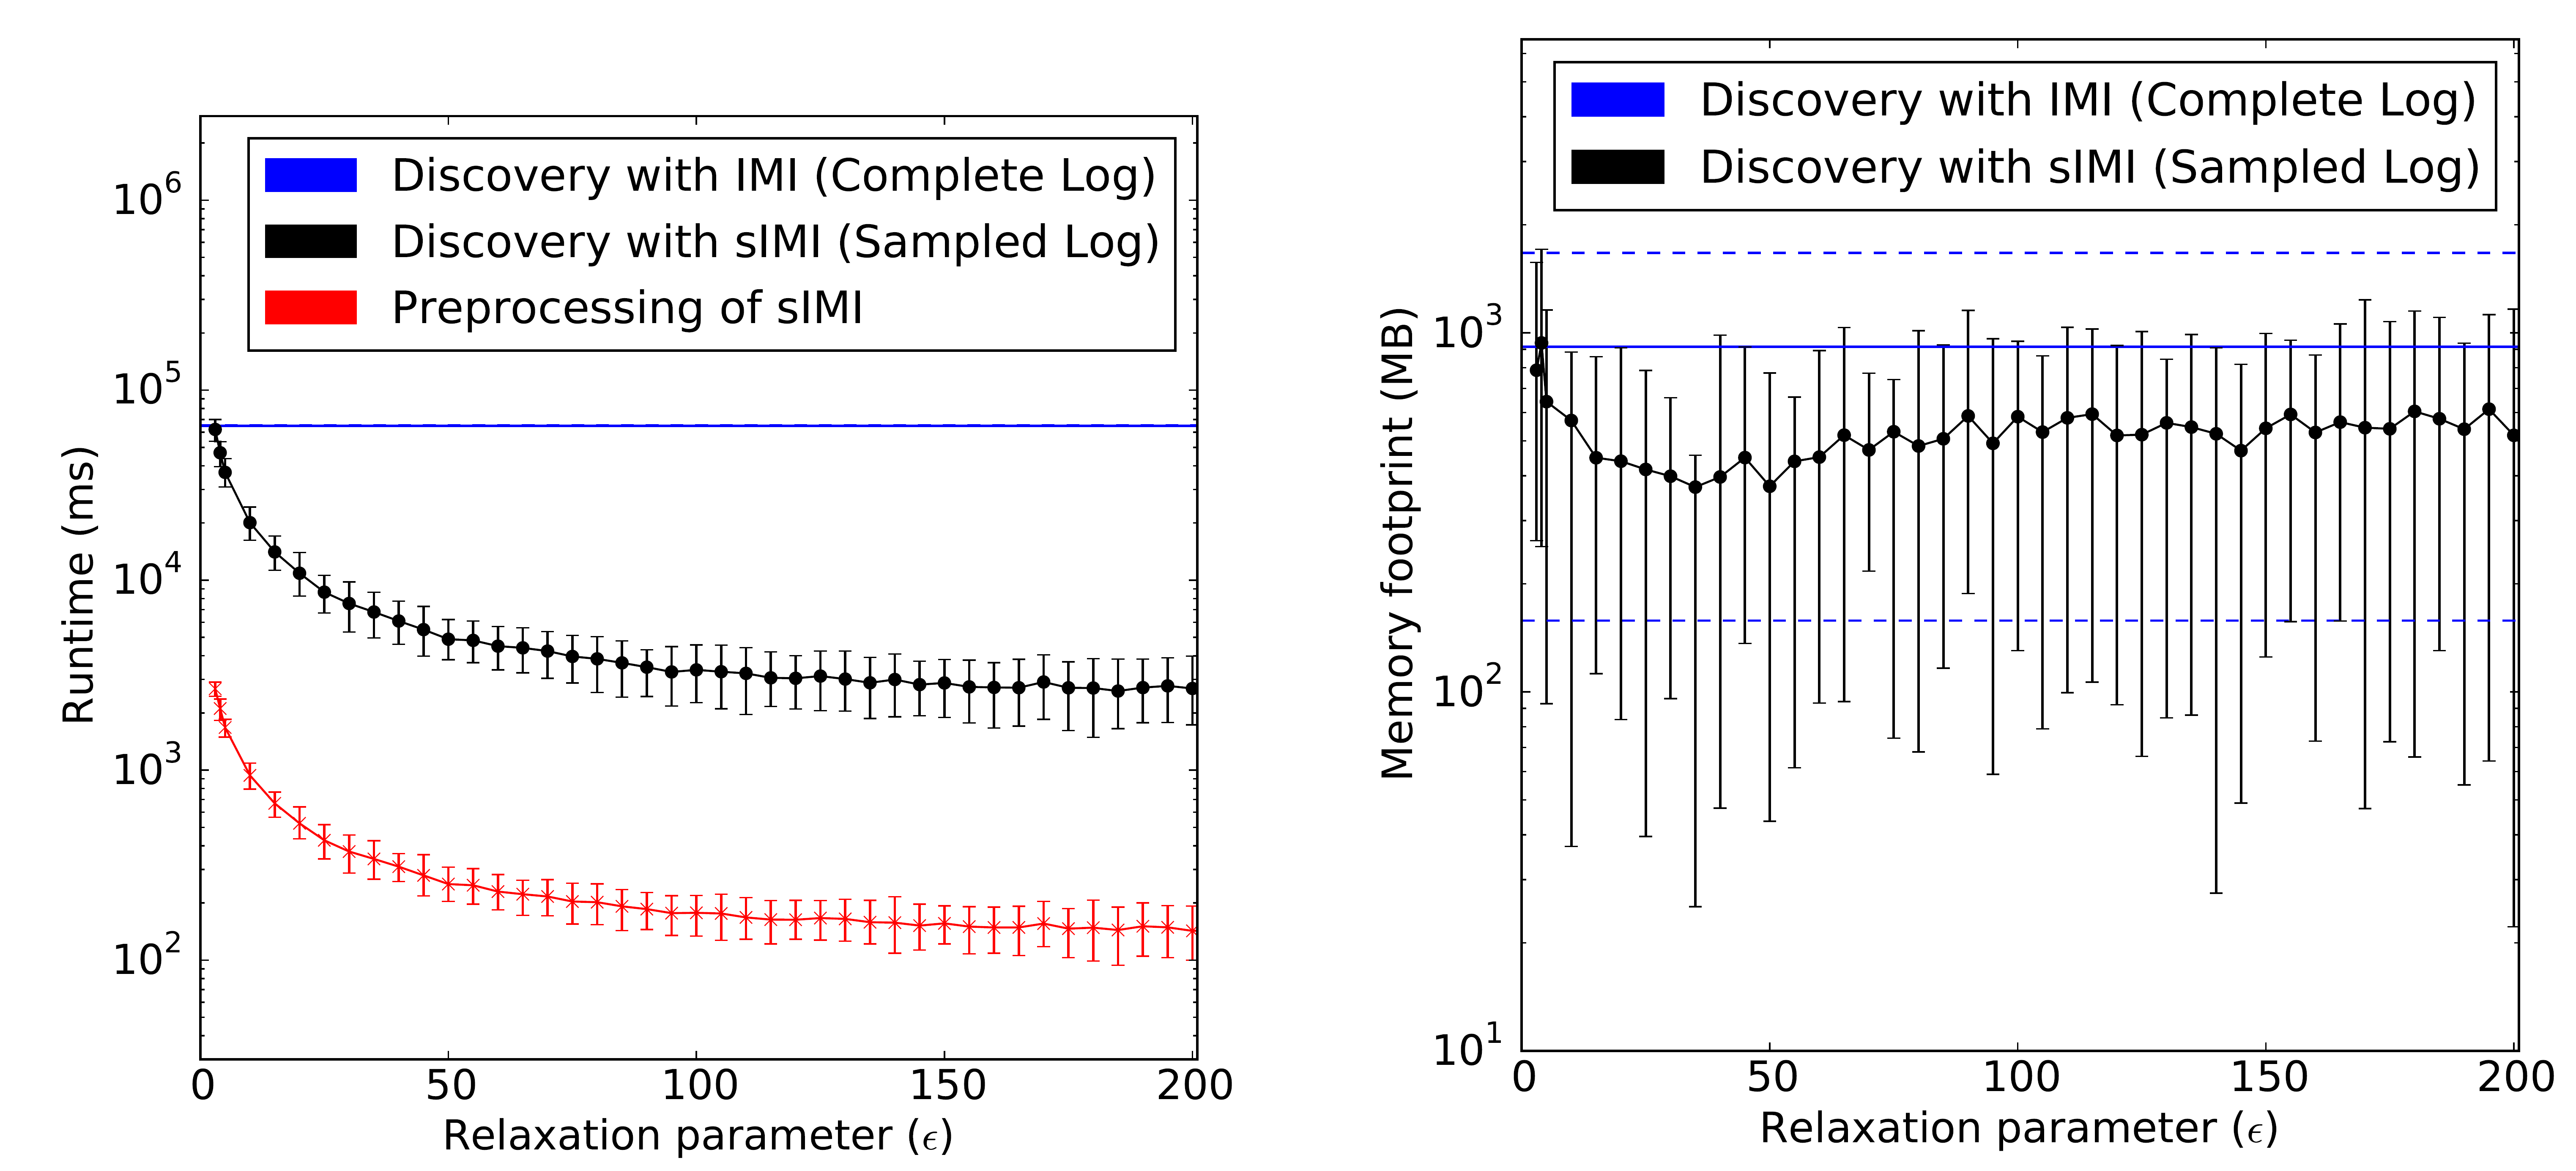 Discovery with IMI (Complete Log)
Discovery with sIMI (Sampled Log)
Preprocessing of sIMI
10^6
10^5
10^4
10^3
10^2
Runtime (ms)
0 50 100 150 200
Relaxation parameter (ϵ)
Discovery with IMI (Complete Log)
Discovery with sIMI (Sampled Log)
10^3
10^2
10^1
Memory footprint (MB)
0 50 100 150 200
Relaxation parameter (ϵ)